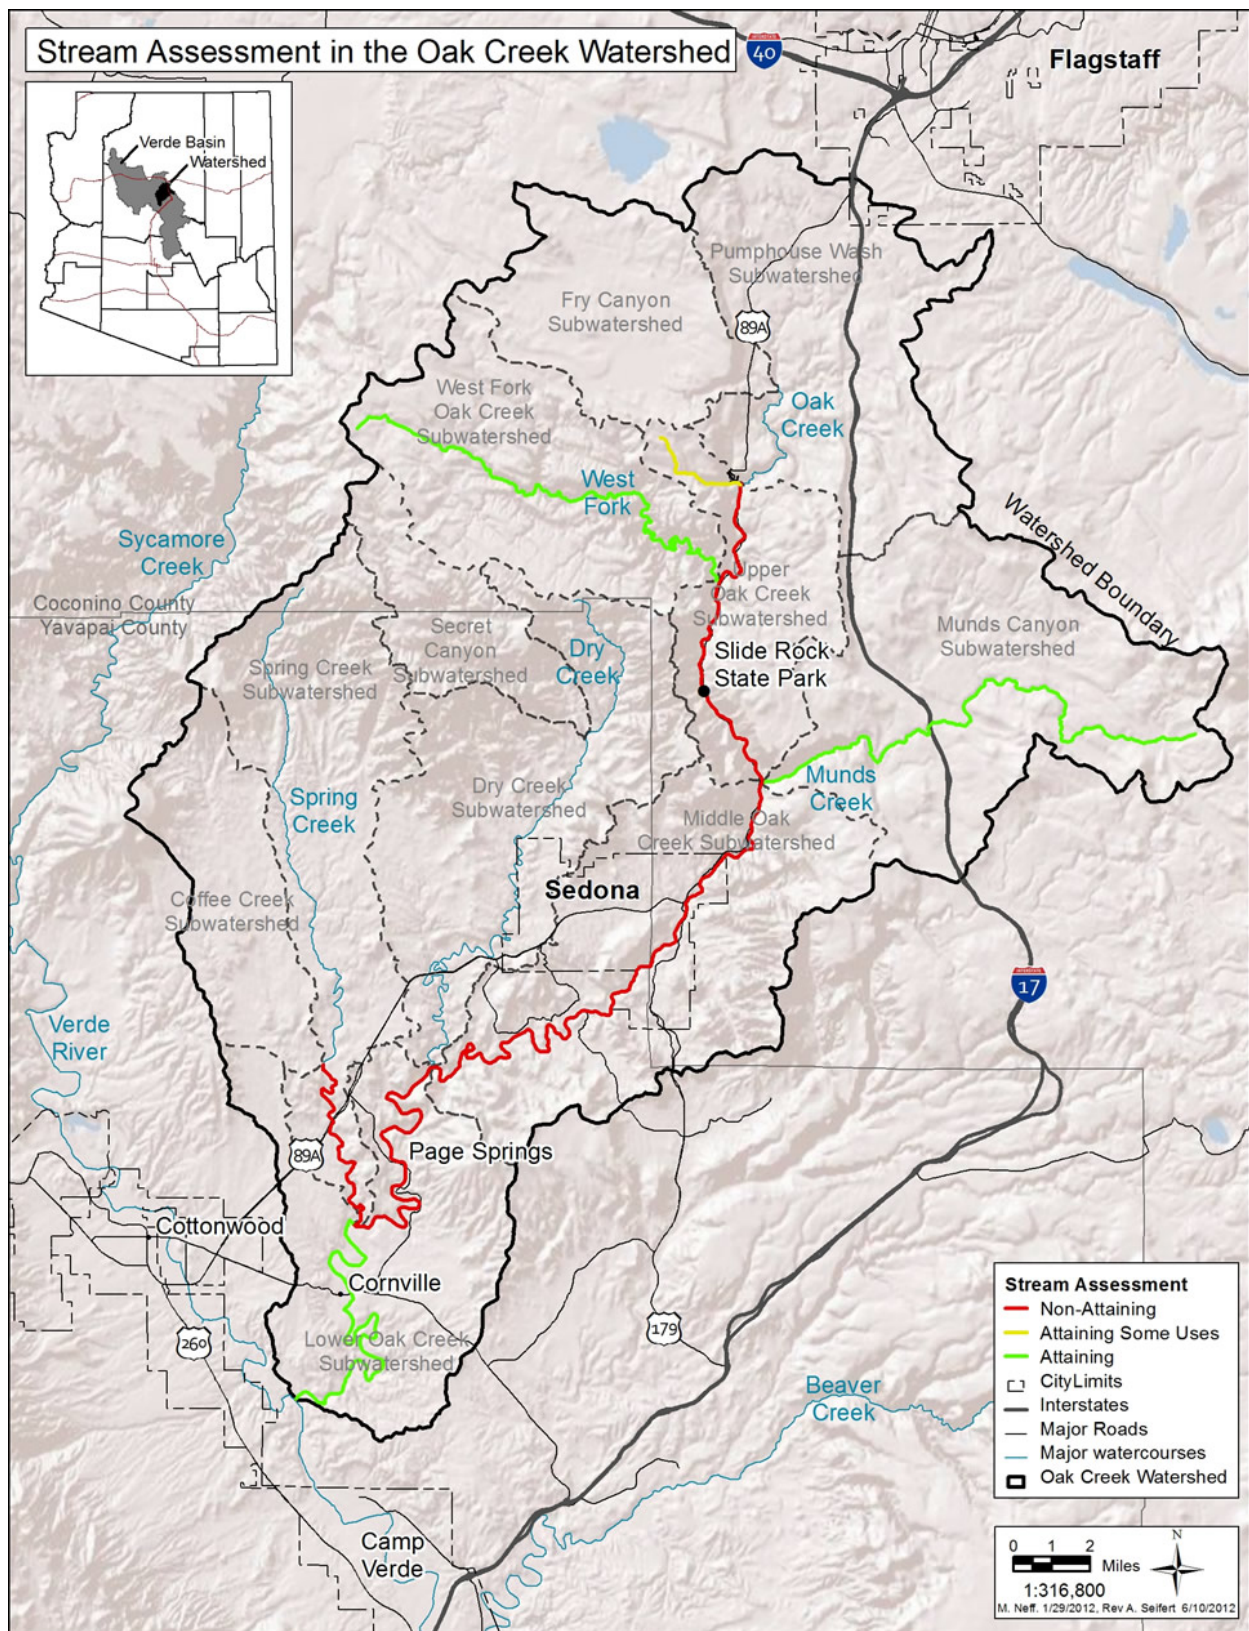 Stream Assessment in the Oak Creek Watershed
INTERSTATE
40
Flagstaff
Verde Basin
Watershed
Pumphouse Wash
Subwatershed
Fry Canyon
Subwatershed
89A
West Fork
Oak Creek
Subwatershed
Oak
Creek
West
Fork
Sycamore
Creek
Watershed Boundary
Coconino County
Yavapai County
Upper
Oak Creek
Subwatershed
Munds Canyon
Subwatershed
Secret
Canyon
Subwatershed
Dry
Creek
Slide Rock
State Park
Spring Creek
Subwatershed
Dry Creek
Subwatershed
Spring
Creek
Munds
Creek
Middle Oak
Creek Subwatershed
Sedona
Coffee Creek
Subwatershed
INTERSTATE
17
Verde
River
89A
Page Springs
Cottonwood
Cornville
Lower Oak Creek
Subwatershed
260
179
Beaver
Creek
Camp
Verde
Stream Assessment
Non-Attaining
Attaining Some Uses
Attaining
CityLimits
Interstates
Major Roads
Major watercourses
Oak Creek Watershed
0 1 2
Miles
N
1:316,800
M. Neff. 1/29/2012, Rev A. Seifert 6/10/2012